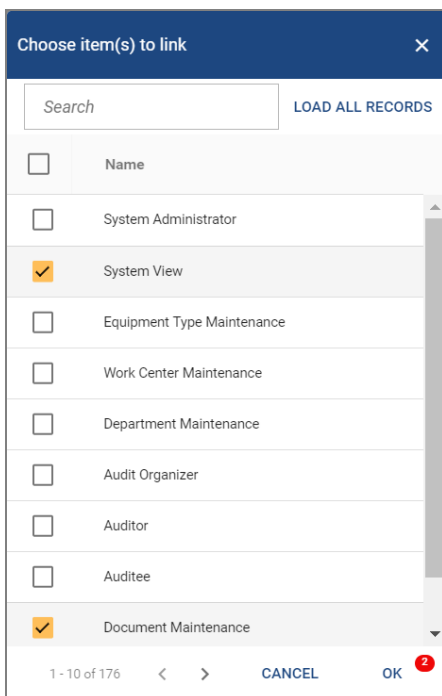 Choose item(s) to link
Search
LOAD ALL RECORDS
Name
System Administrator
System View
Equipment Type Maintenance
Work Center Maintenance
Department Maintenance
Audit Organizer
Auditor
Auditee
Document Maintenance
1 - 10 of 176
CANCEL
OK
2